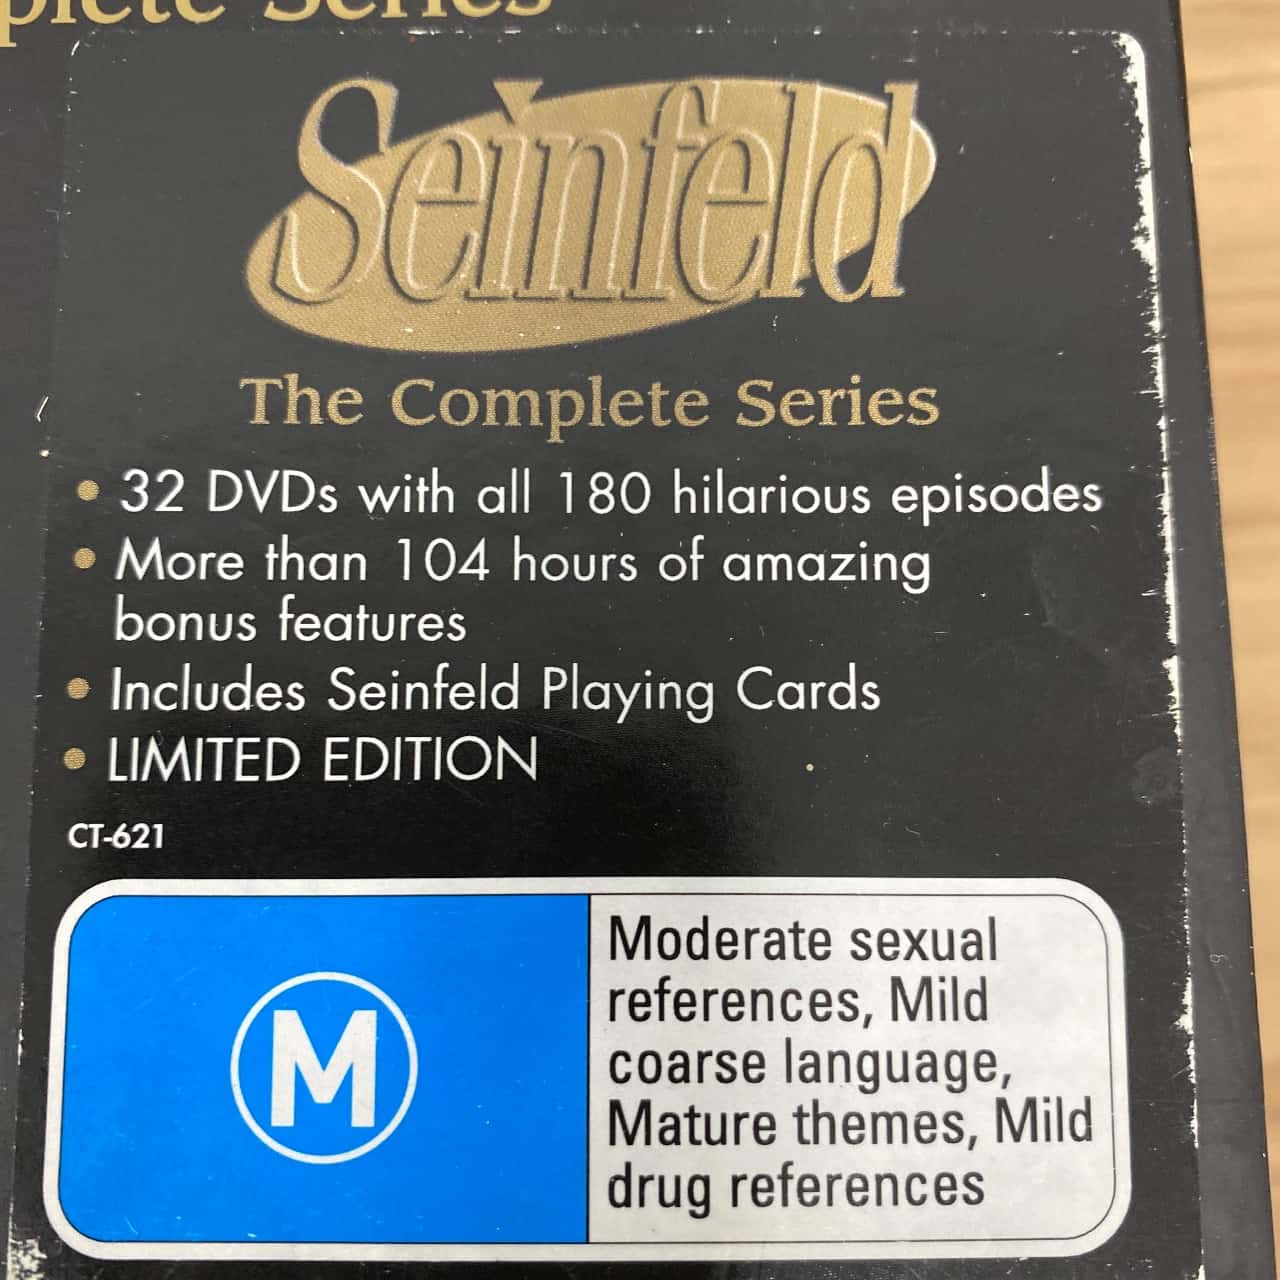 plete Series
Seinfeld
The Complete Series
• 32 DVDs with all 180 hilarious episodes
• More than 104 hours of amazing
bonus features
• Includes Seinfeld Playing Cards
• LIMITED EDITION
CT-621
M
Moderate sexual
references, Mild
coarse language,
Mature themes, Mild
drug references